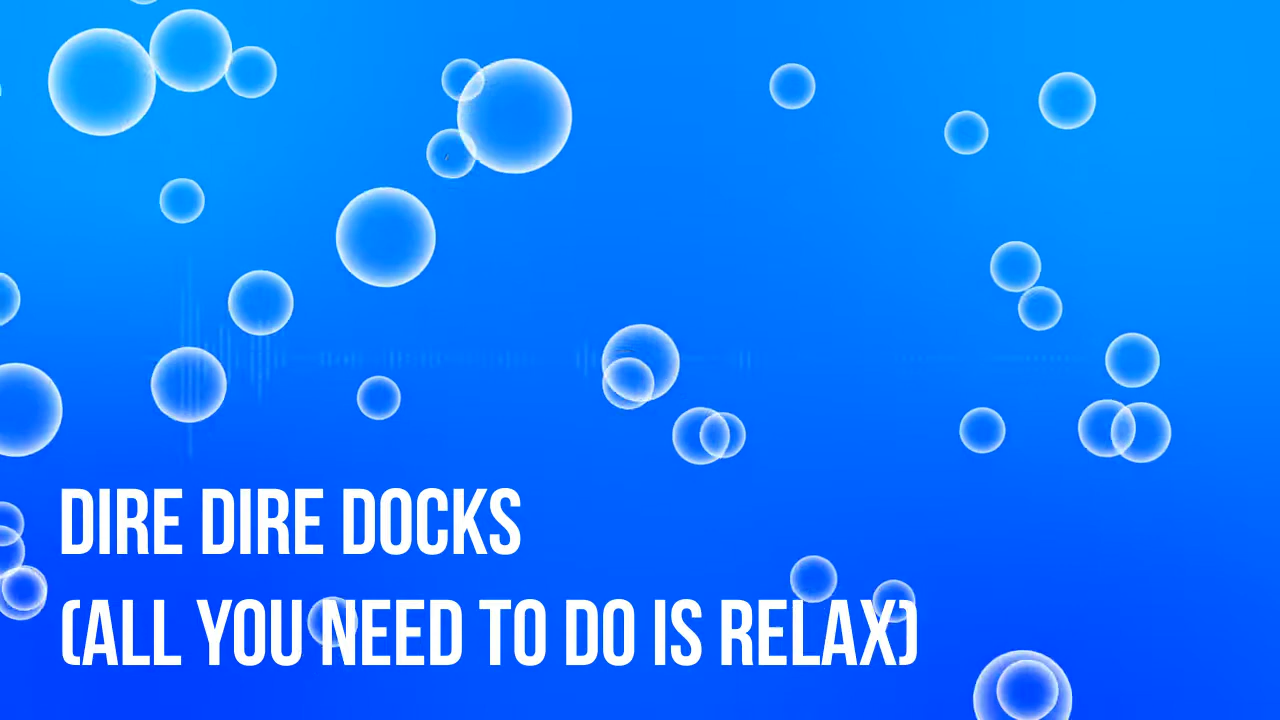 DIRE DIRE DOCKS
(ALL YOU NEED TO DO IS RELAX)